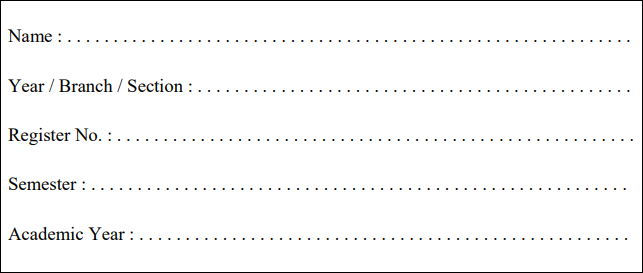 Name : . . . . . . . . . . . . . . . . . . . . . . . . . . . . . . . . . . . . . . . . . . . . . . . . . . . . . . . . . . . . .
Year / Branch / Section : . . . . . . . . . . . . . . . . . . . . . . . . . . . . . . . . . . . . . . . . . . . . . . .
Register No. : . . . . . . . . . . . . . . . . . . . . . . . . . . . . . . . . . . . . . . . . . . . . . . . . . . . . . . . .
Semester : . . . . . . . . . . . . . . . . . . . . . . . . . . . . . . . . . . . . . . . . . . . . . . . . . . . . . . . . . .
Academic Year : . . . . . . . . . . . . . . . . . . . . . . . . . . . . . . . . . . . . . . . . . . . . . . . . . . . . .